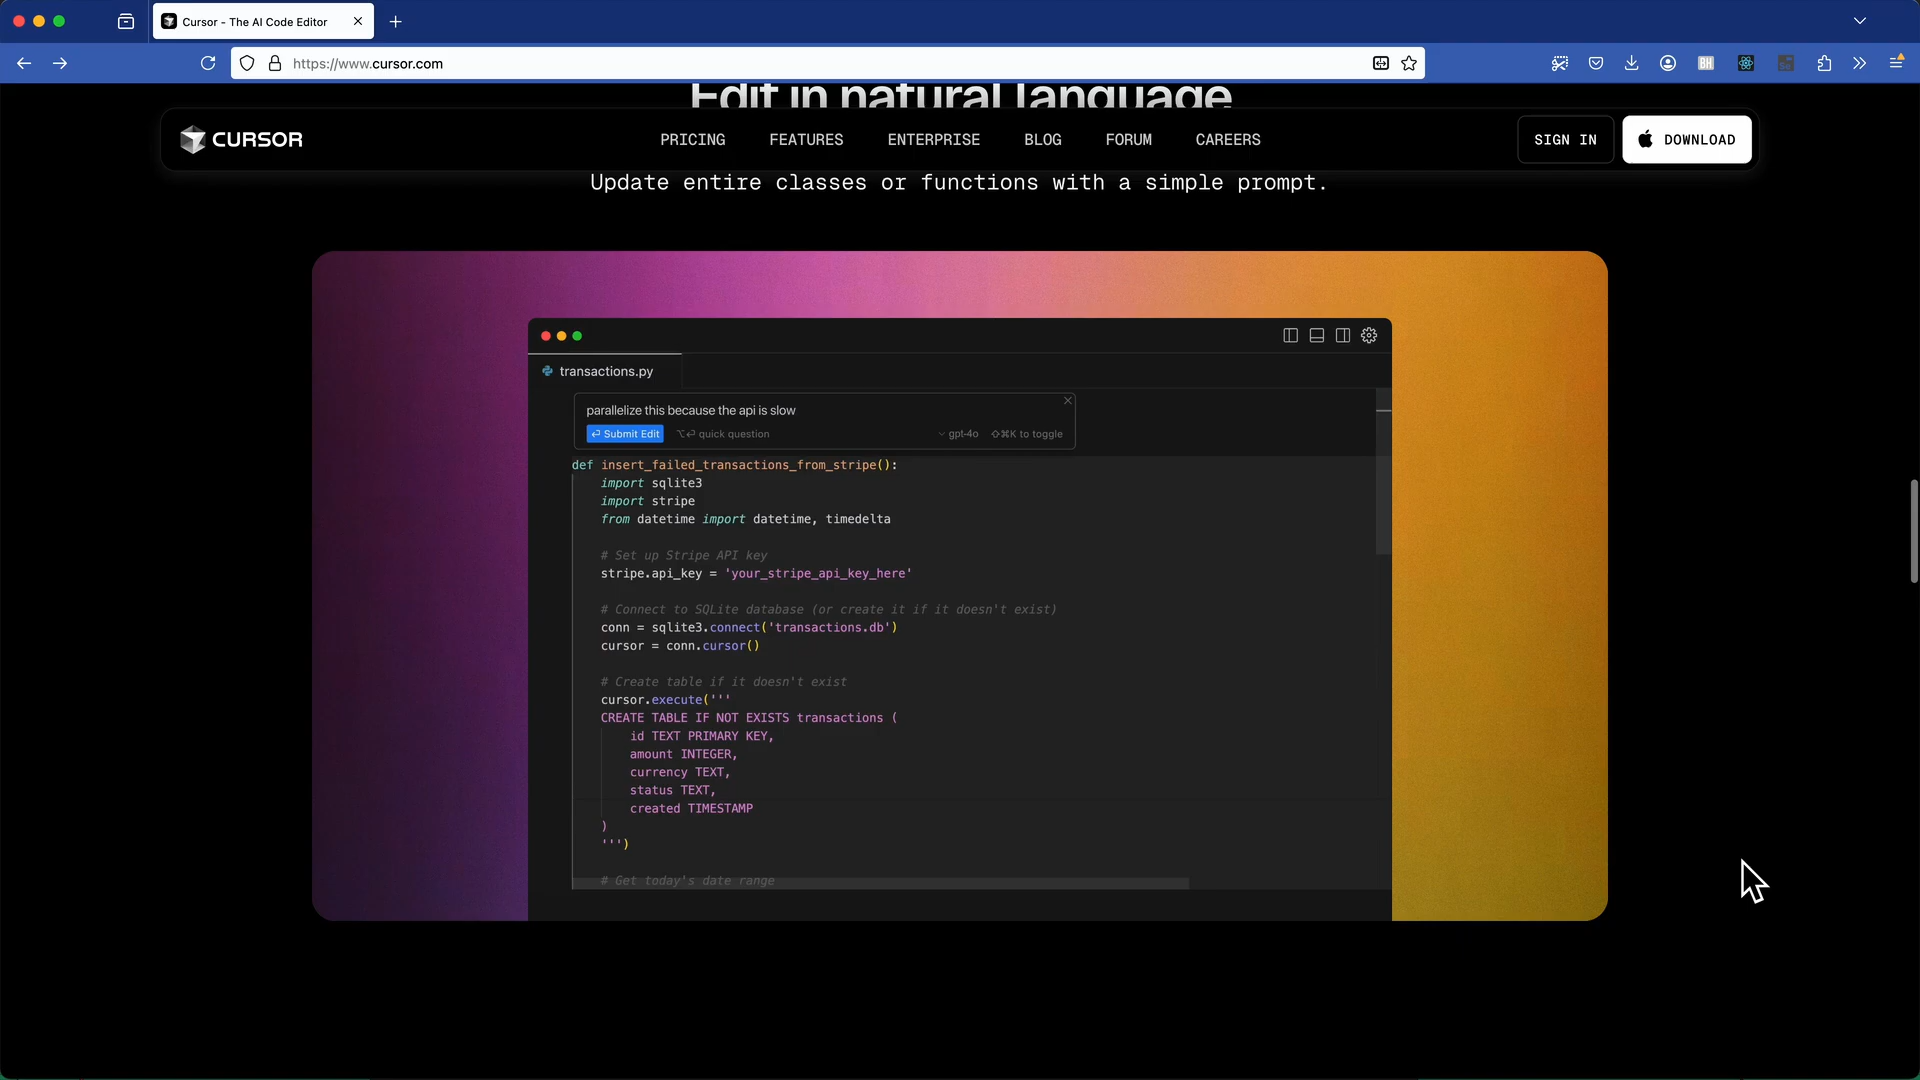 Cursor - The AI Code Editor
https://www.cursor.com
BH
Edit in natural language
CURSOR
PRICING FEATURES ENTERPRISE BLOG FORUM CAREERS
SIGN IN
DOWNLOAD
Update entire classes or functions with a simple prompt.
transactions.py
parallelize this because the api is slow
⏎ Submit Edit ⌥⏎ quick question gpt-4o ⇧⌘K to toggle
def insert_failed_transactions_from_stripe():
    import sqlite3
    import stripe
    from datetime import datetime, timedelta
    # Set up Stripe API key
    stripe.api_key = 'your_stripe_api_key_here'
    # Connect to SQLite database (or create it if it doesn't exist)
    conn = sqlite3.connect('transactions.db')
    cursor = conn.cursor()
    # Create table if it doesn't exist
    cursor.execute('''
    CREATE TABLE IF NOT EXISTS transactions (
        id TEXT PRIMARY KEY,
        amount INTEGER,
        currency TEXT,
        status TEXT,
        created TIMESTAMP
    )
    ''')
    # Get today's date range